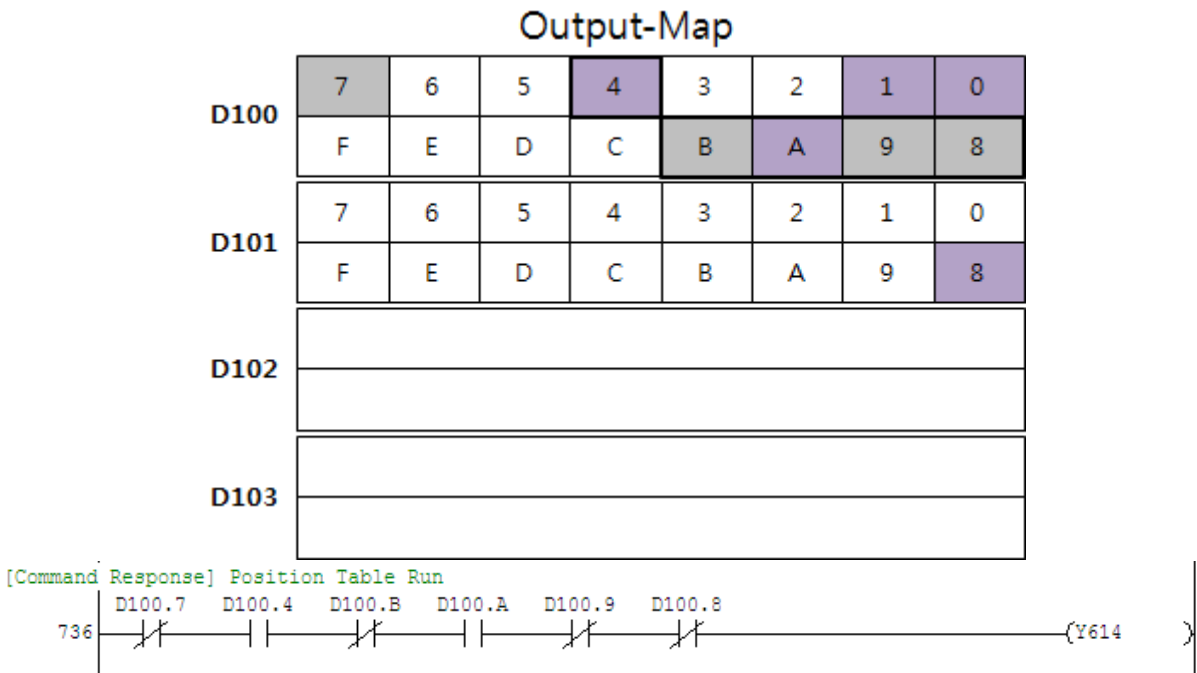 Output-Map
D100
7 6 5 4 3 2 1 0
F E D C B A 9 8
D101
7 6 5 4 3 2 1 0
F E D C B A 9 8
D102
D103
[Command Response] Position Table Run
D100.7 D100.4 D100.B D100.A D100.9 D100.8
736 (Y614 )